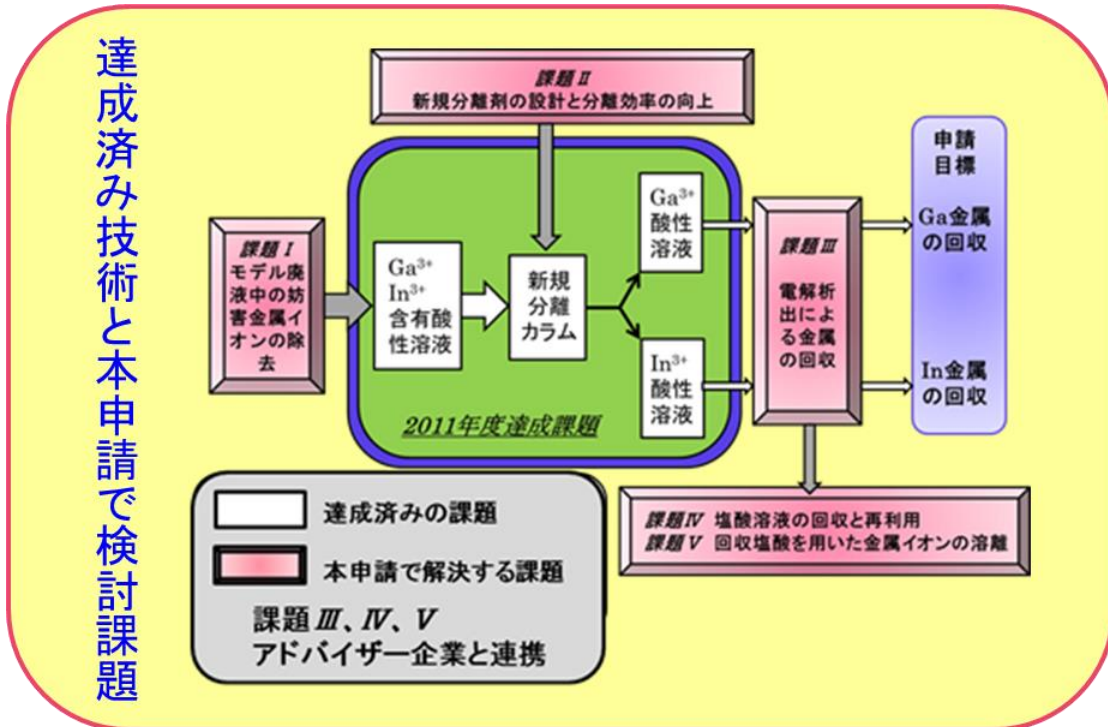 達成済み技術と本申請で検討課題
課題Ⅱ
新規分離剤の設計と分離効率の向上
課題Ⅰ
モデル廃
液中の妨
害金属イ
オンの除
去
Ga³⁺
In³⁺
含有酸
性溶液
新規
分離
カラム
Ga³⁺
酸性
溶液
In³⁺
酸性
溶液
2011年度達成課題
課題Ⅲ
電解析
出によ
る金属
の回収
申請
目標
Ga金属
の回収
In金属
の回収
課題Ⅳ 塩酸溶液の回収と再利用
課題Ⅴ 回収塩酸を用いた金属イオンの溶離
達成済みの課題
本申請で解決する課題
課題Ⅲ、Ⅳ、Ⅴ
アドバイザー企業と連携